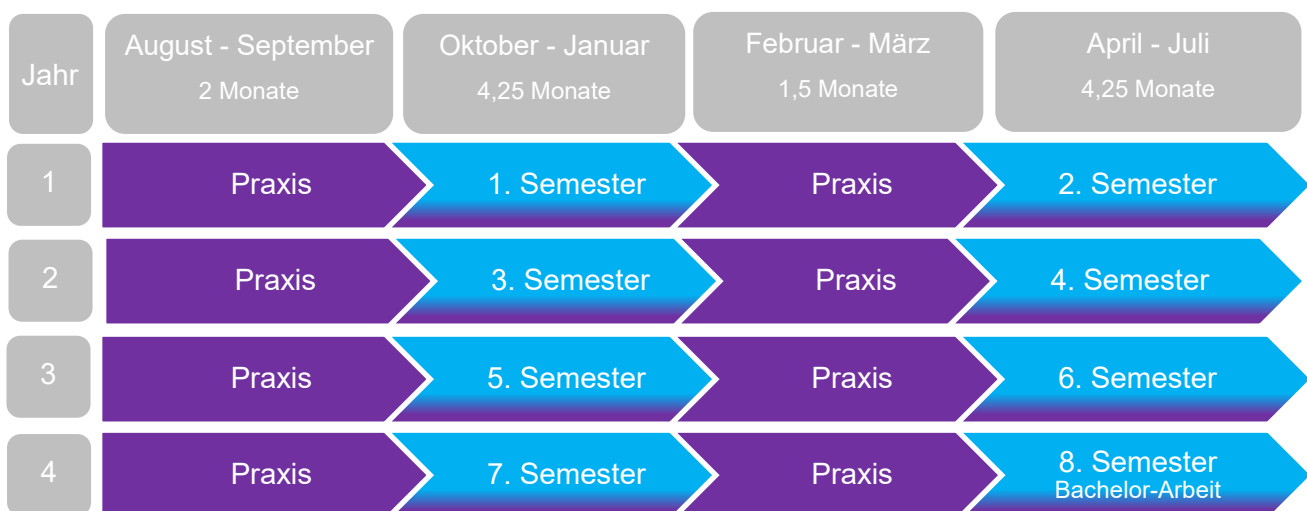 Jahr
August - September
2 Monate
Oktober - Januar
4,25 Monate
Februar - März
1,5 Monate
April - Juli
4,25 Monate
1
Praxis
1. Semester
Praxis
2. Semester
2
Praxis
3. Semester
Praxis
4. Semester
3
Praxis
5. Semester
Praxis
6. Semester
4
Praxis
7. Semester
Praxis
8. Semester
Bachelor-Arbeit